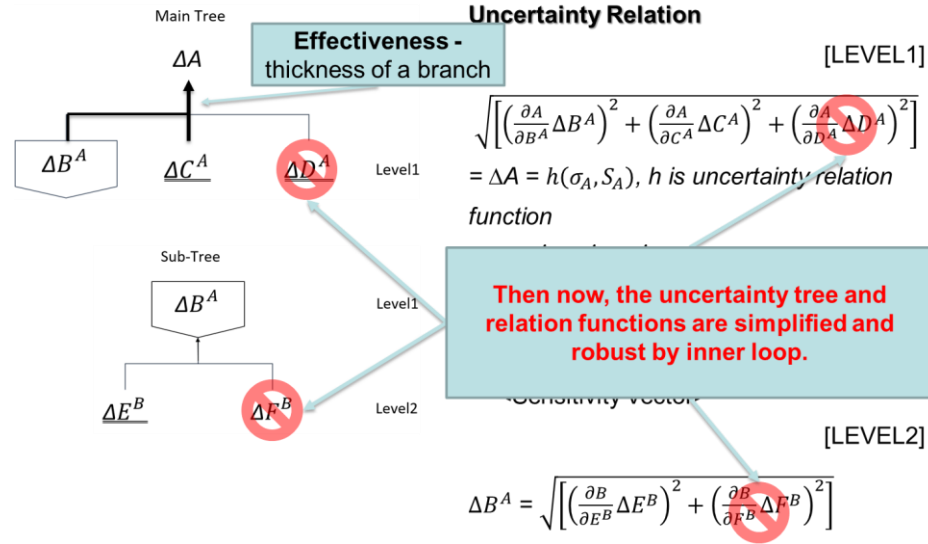 Main Tree
ΔA
Effectiveness -
thickness of a branch
ΔB^A
ΔC^A
ΔD^A
Level1
Sub-Tree
ΔB^A
Level1
ΔE^B
ΔF^B
Level2
Uncertainty Relation
[LEVEL1]
√[(∂A/∂B^A ΔB^A)^2 + (∂A/∂C^A ΔC^A)^2 + (∂A/∂D^A ΔD^A)^2]
= ΔA = h(σ_A, S_A), h is uncertainty relation
function
Then now, the uncertainty tree and
relation functions are simplified and
robust by inner loop.
<Sensitivity Vector>
[LEVEL2]
ΔB^A = √[(∂B/∂E^B ΔE^B)^2 + (∂B/∂F^B ΔF^B)^2]